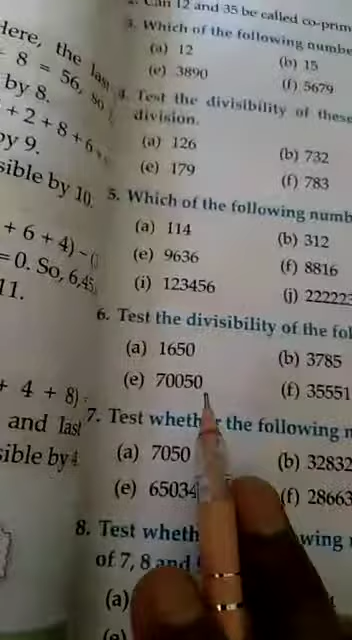 2. Can 12 and 35 be called co-prim
3. Which of the following numbe
(a) 12 (b) 15
(e) 3890 (f) 5679
4. Test the divisibility of these
division.
(a) 126 (b) 732
(e) 179 (f) 783
5. Which of the following numb
(a) 114 (b) 312
(e) 9636 (f) 8816
(i) 123456 (j) 222223
6. Test the divisibility of the fol
(a) 1650 (b) 3785
(e) 70050 (f) 35551
7. Test whether the following n
(a) 7050 (b) 32832
(e) 65034 (f) 28663
8. Test wheth wing
of 7, 8 and
(a)
(e)
Here, the last
8 = 56,
by 8.
+ 2 + 8 + 6
by 9.
sible by 10.
+ 6 + 4) –
= 0. So, 6,45,
11.
+ 4 + 8)
and last
sible by 4